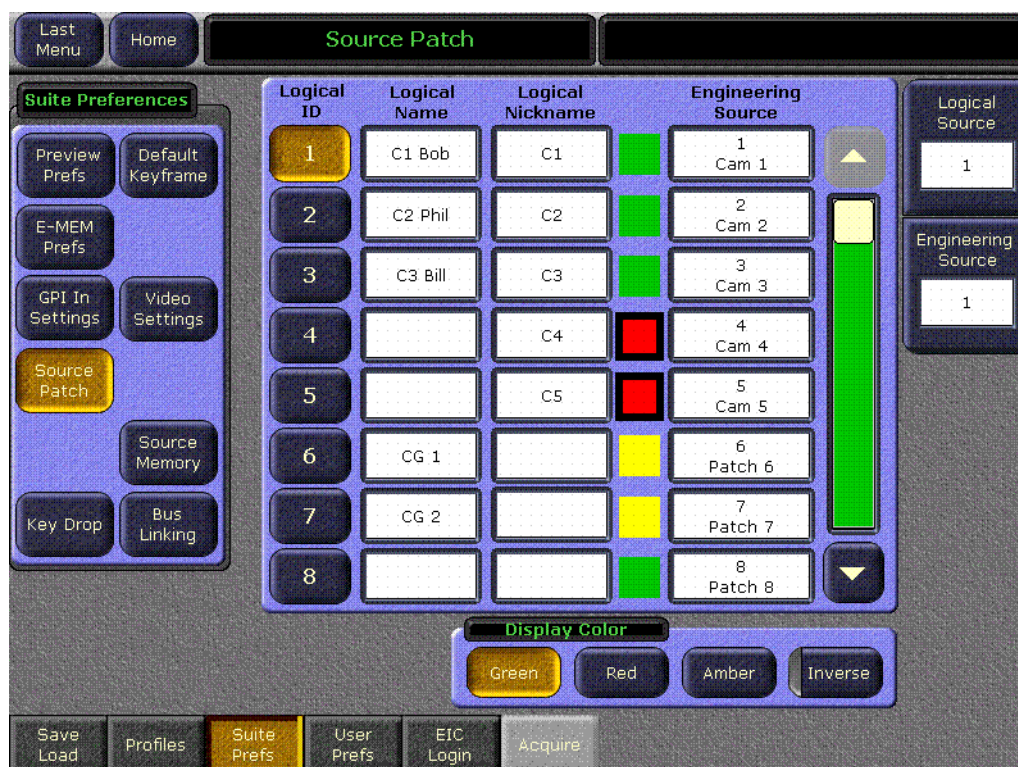 Last
Menu
Home
Source Patch
Suite Preferences
Preview
Prefs
Default
Keyframe
E-MEM
Prefs
GPI In
Settings
Video
Settings
Source
Patch
Source
Memory
Key Drop
Bus
Linking
Logical
ID
Logical
Name
Logical
Nickname
Engineering
Source
1
C1 Bob
C1
1
Cam 1
2
C2 Phil
C2
2
Cam 2
3
C3 Bill
C3
3
Cam 3
4
C4
4
Cam 4
5
C5
5
Cam 5
6
CG 1
6
Patch 6
7
CG 2
7
Patch 7
8
8
Patch 8
Logical
Source
1
Engineering
Source
1
Display Color
Green
Red
Amber
Inverse
Save
Load
Profiles
Suite
Prefs
User
Prefs
EIC
Login
Acquire